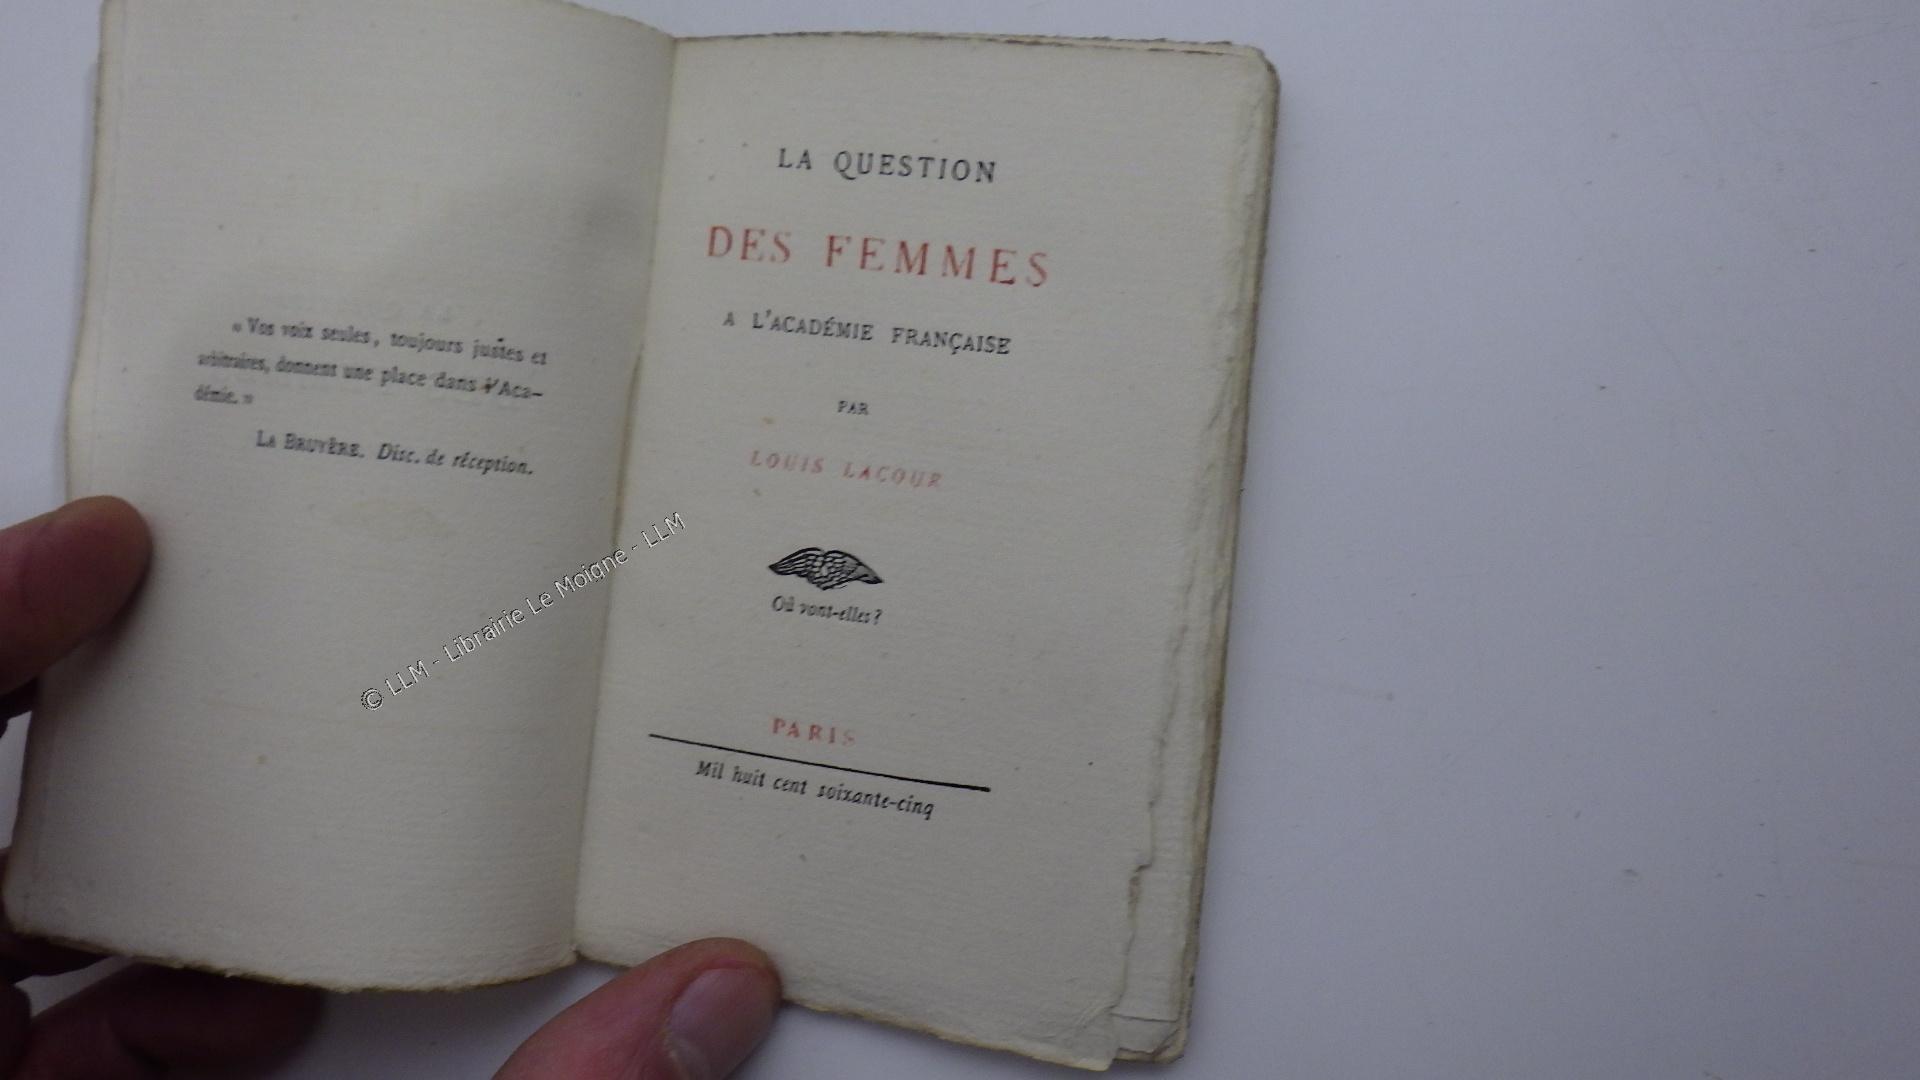 « Vos voix seules, toujours justes et
arbitraires, donnent une place dans l'Aca-
démie. »
LA BRUYÈRE. Disc. de réception.
LA QUESTION
DES FEMMES
A L'ACADÉMIE FRANÇAISE
PAR
LOUIS LACOUR
Où vont-elles ?
PARIS
Mil huit cent soixante-cinq
© LLM - Librairie Le Moigne - LLM